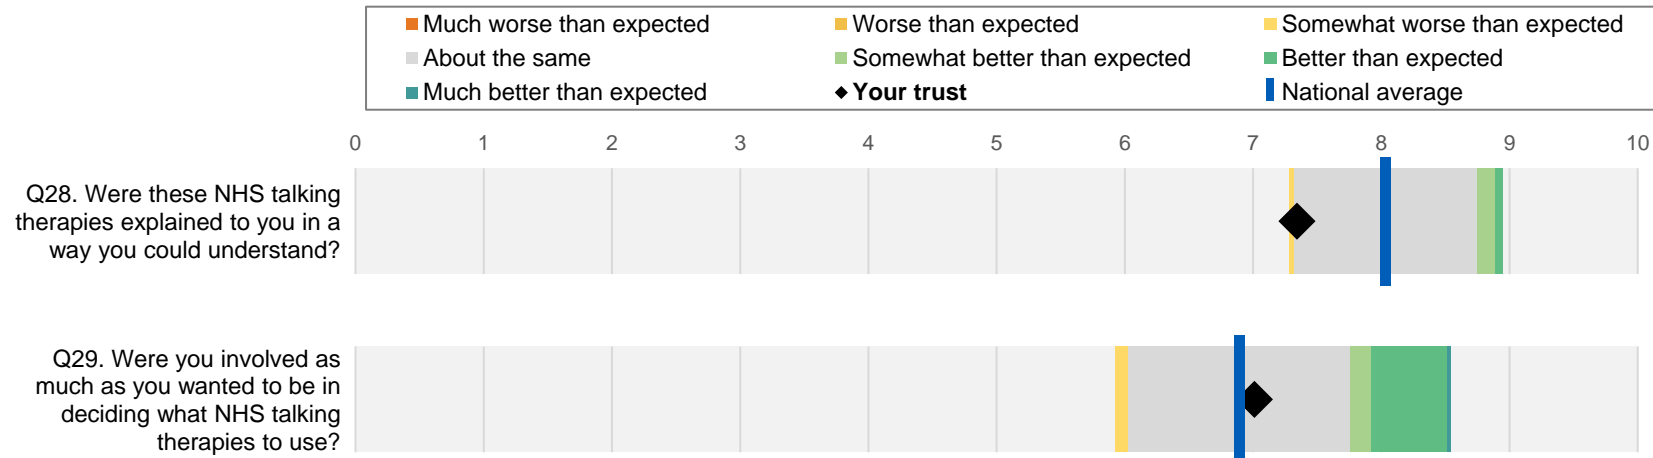 Much worse than expected
Worse than expected
Somewhat worse than expected
About the same
Somewhat better than expected
Better than expected
Much better than expected
Your trust
National average
0 1 2 3 4 5 6 7 8 9 10
Q28. Were these NHS talking
therapies explained to you in a
way you could understand?
Q29. Were you involved as
much as you wanted to be in
deciding what NHS talking
therapies to use?